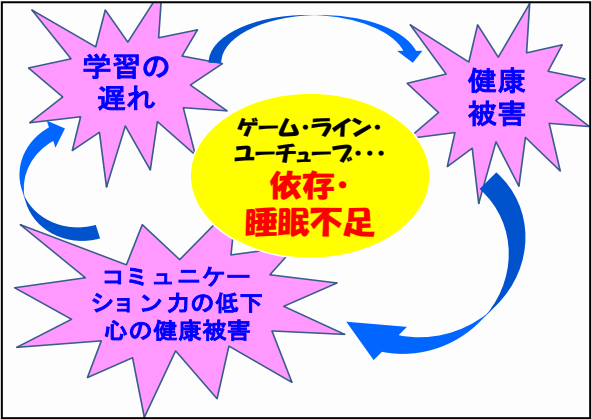 学習の
遅れ
健康
被害
ゲーム・ライン・
ユーチューブ・・・
依存・
睡眠不足
コミュニケー
ション力の低下
心の健康被害